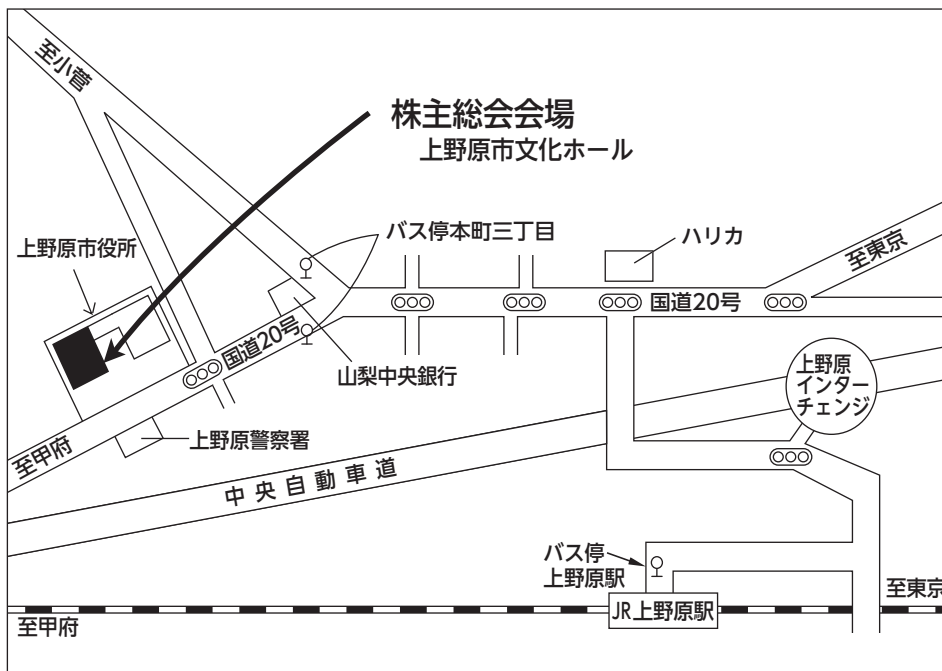 至小菅
株主総会会場
上野原市文化ホール
上野原市役所
バス停本町三丁目
ハリカ
至東京
国道20号
国道20号
山梨中央銀行
上野原
インター
チェンジ
上野原警察署
至甲府
中央自動車道
バス停
上野原駅
至東京
JR上野原駅
至甲府